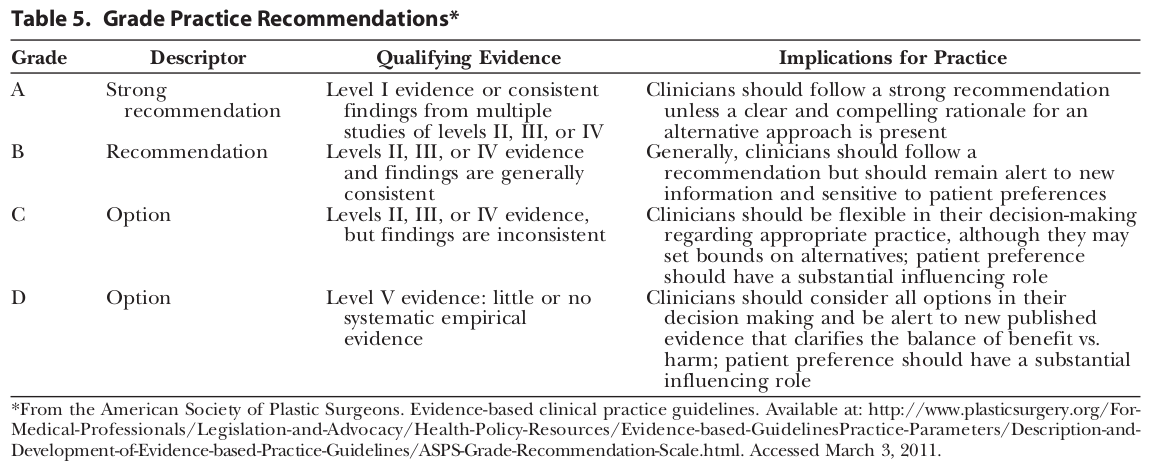 Table 5. Grade Practice Recommendations*
Grade Descriptor Qualifying Evidence Implications for Practice
A Strong recommendation Level I evidence or consistent findings from multiple studies of levels II, III, or IV Clinicians should follow a strong recommendation unless a clear and compelling rationale for an alternative approach is present
B Recommendation Levels II, III, or IV evidence and findings are generally consistent Generally, clinicians should follow a recommendation but should remain alert to new information and sensitive to patient preferences
C Option Levels II, III, or IV evidence, but findings are inconsistent Clinicians should be flexible in their decision-making regarding appropriate practice, although they may set bounds on alternatives; patient preference should have a substantial influencing role
D Option Level V evidence: little or no systematic empirical evidence Clinicians should consider all options in their decision making and be alert to new published evidence that clarifies the balance of benefit vs. harm; patient preference should have a substantial influencing role
*From the American Society of Plastic Surgeons. Evidence-based clinical practice guidelines. Available at: http://www.plasticsurgery.org/For-
Medical-Professionals/Legislation-and-Advocacy/Health-Policy-Resources/Evidence-based-GuidelinesPractice-Parameters/Description-and-
Development-of-Evidence-based-Practice-Guidelines/ASPS-Grade-Recommendation-Scale.html. Accessed March 3, 2011.